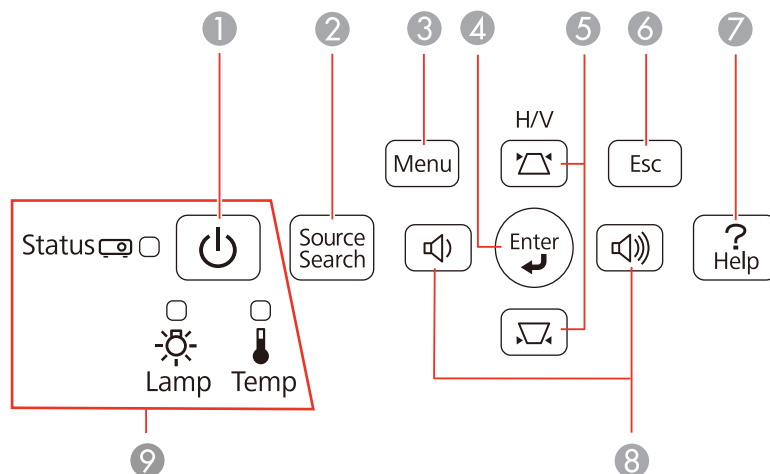 1 2 3 4 5 6 7
H/V
Menu
Esc
Status
Source
Search
Enter
?
Help
Lamp
Temp
9
8